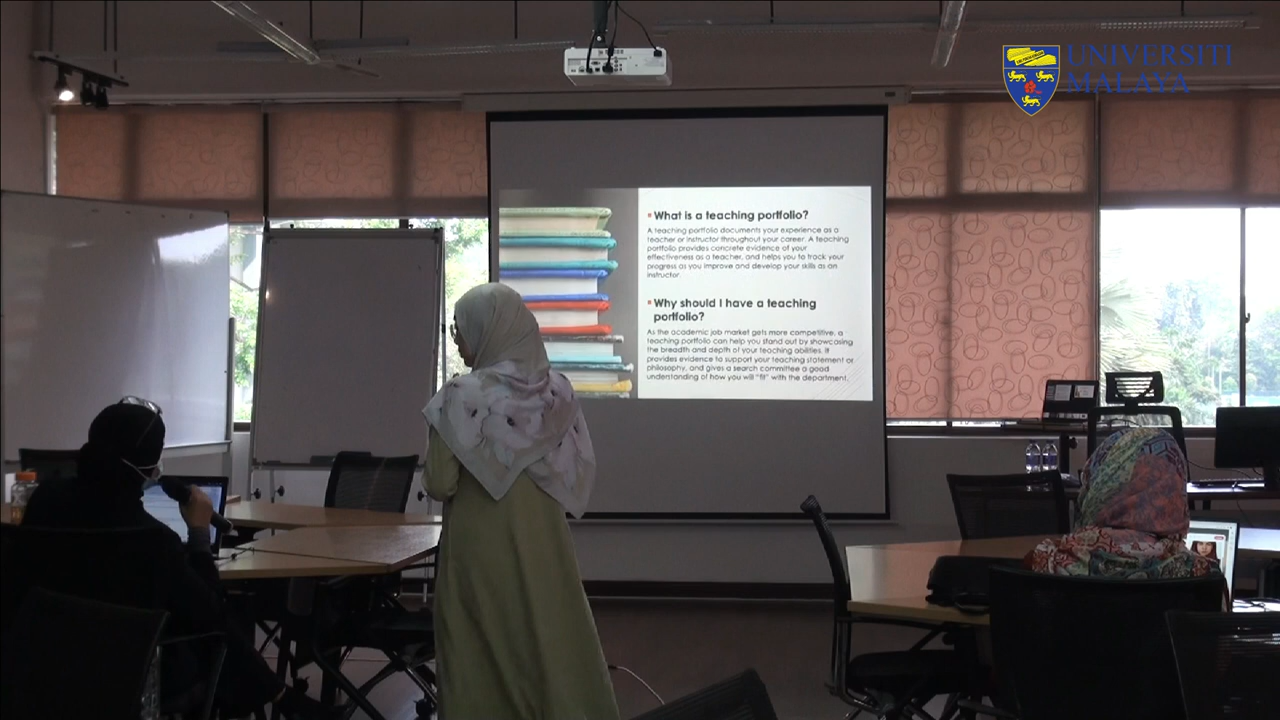 UNIVERSITI
MALAYA
What is a teaching portfolio?
A teaching portfolio documents your experience as a
teacher or instructor throughout your career. A teaching
portfolio provides concrete evidence of your
effectiveness as a teacher, and helps you to track your
progress as you improve and develop your skills as an
instructor.
Why should I have a teaching
portfolio?
As the academic job market gets more competitive, a
teaching portfolio can help you stand out by showcasing
the breadth and depth of your teaching abilities. It
provides evidence to support your teaching statement or
philosophy, and gives a search committee a good
understanding of how you will "fit" with the department.